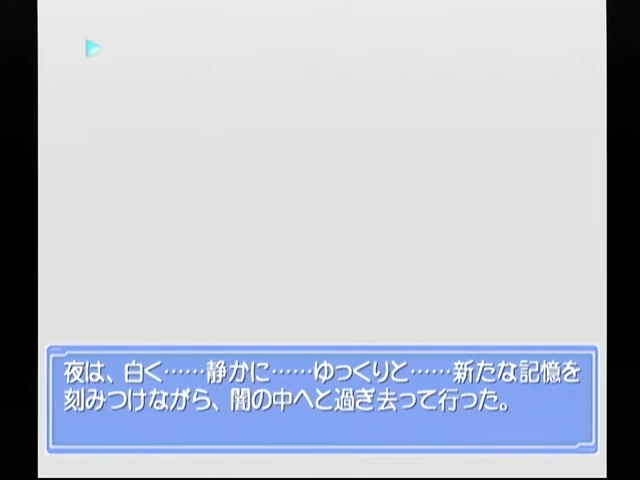 夜は、白く……静かに……ゆっくりと……新たな記憶を
刻みつけながら、闇の中へと過ぎ去って行った。